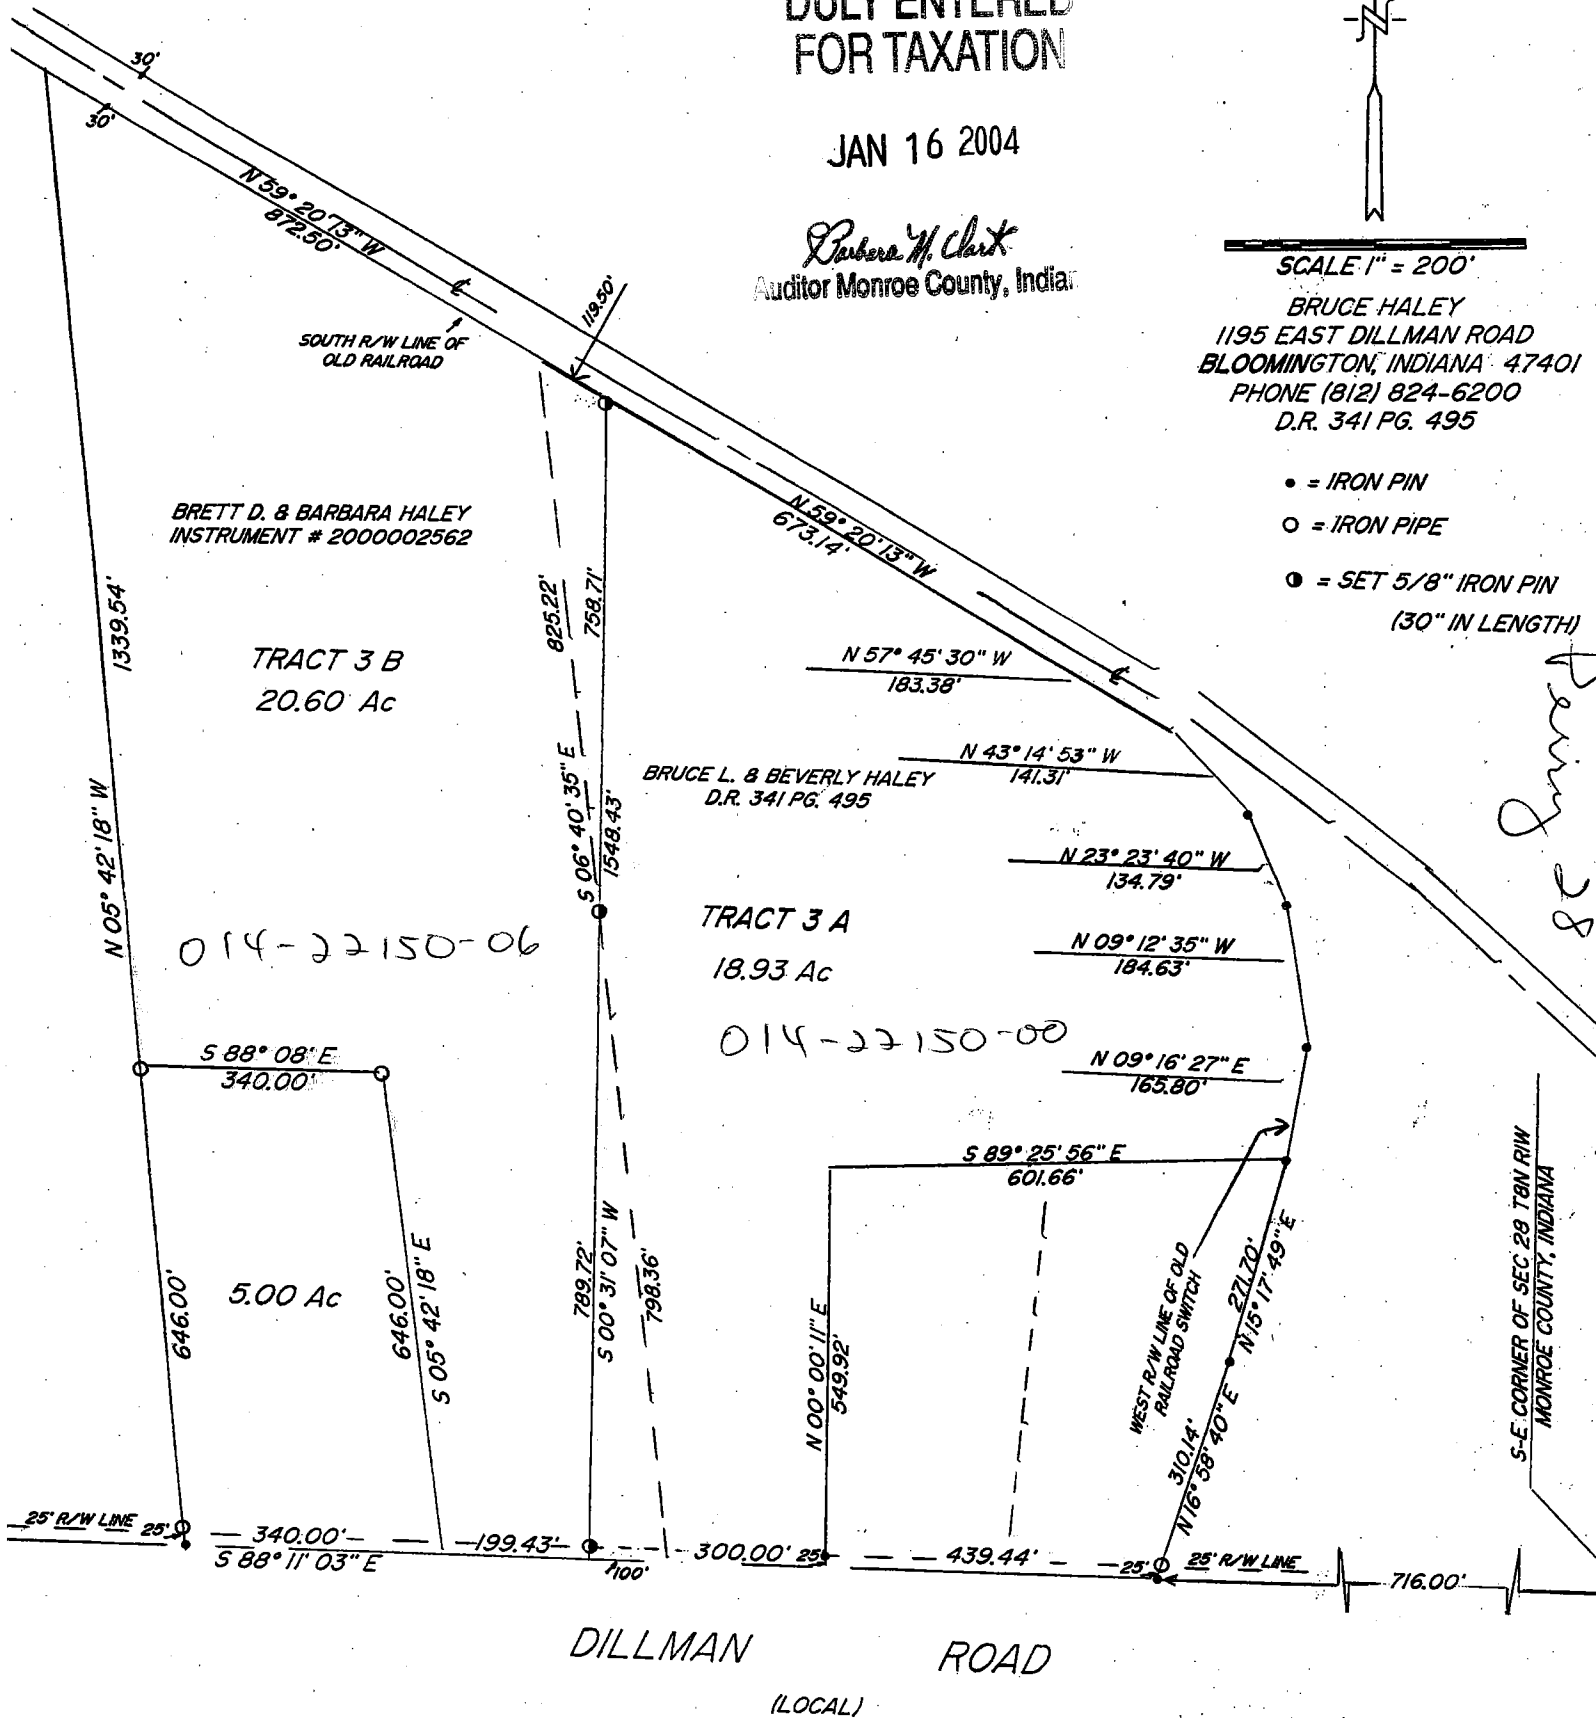 DULY ENTERED
FOR TAXATION
JAN 16 2004
Barbara M. Clark
Auditor Monroe County, Indian
N
SCALE 1" = 200'
BRUCE HALEY
1195 EAST DILLMAN ROAD
BLOOMINGTON, INDIANA 47401
PHONE (812) 824-6200
D.R. 341 PG. 495
● = IRON PIN
○ = IRON PIPE
◑ = SET 5/8" IRON PIN
(30" IN LENGTH)
Perry 28
30'
30'
N 59° 20' 13" W
872.50'
℄
SOUTH R/W LINE OF
OLD RAILROAD
119.50'
BRETT D. & BARBARA HALEY
INSTRUMENT # 2000002562
N 59° 20' 13" W
673.14'
℄
1339.54'
N 05° 42' 18" W
TRACT 3 B
20.60 Ac
825.22'
S 06° 40' 35" E
758.71'
1548.43'
N 57° 45' 30" W
183.38'
N 43° 14' 53" W
141.31'
BRUCE L. & BEVERLY HALEY
D.R. 341 PG. 495
N 23° 23' 40" W
134.79'
TRACT 3 A
18.93 Ac
014-22150-06
N 09° 12' 35" W
184.63'
014-22150-00
N 09° 16' 27" E
165.80'
S 88° 08' E
340.00'
S 89° 25' 56" E
601.66'
5.00 Ac
646.00'
646.00'
S 05° 42' 18" E
789.72'
S 00° 31' 07" W
798.36'
N 00° 00' 11" E
549.92'
WEST R/W LINE OF OLD
RAILROAD SWITCH
271.70'
N 15° 17' 49" E
310.14'
N 16° 58' 40" E
S-E CORNER OF SEC 28 T8N R1W
MONROE COUNTY, INDIANA
25' R/W LINE 25'
340.00'
S 88° 11' 03" E
199.43'
100'
300.00' 25'
439.44'
25'
25' R/W LINE
716.00'
DILLMAN ROAD
(LOCAL)